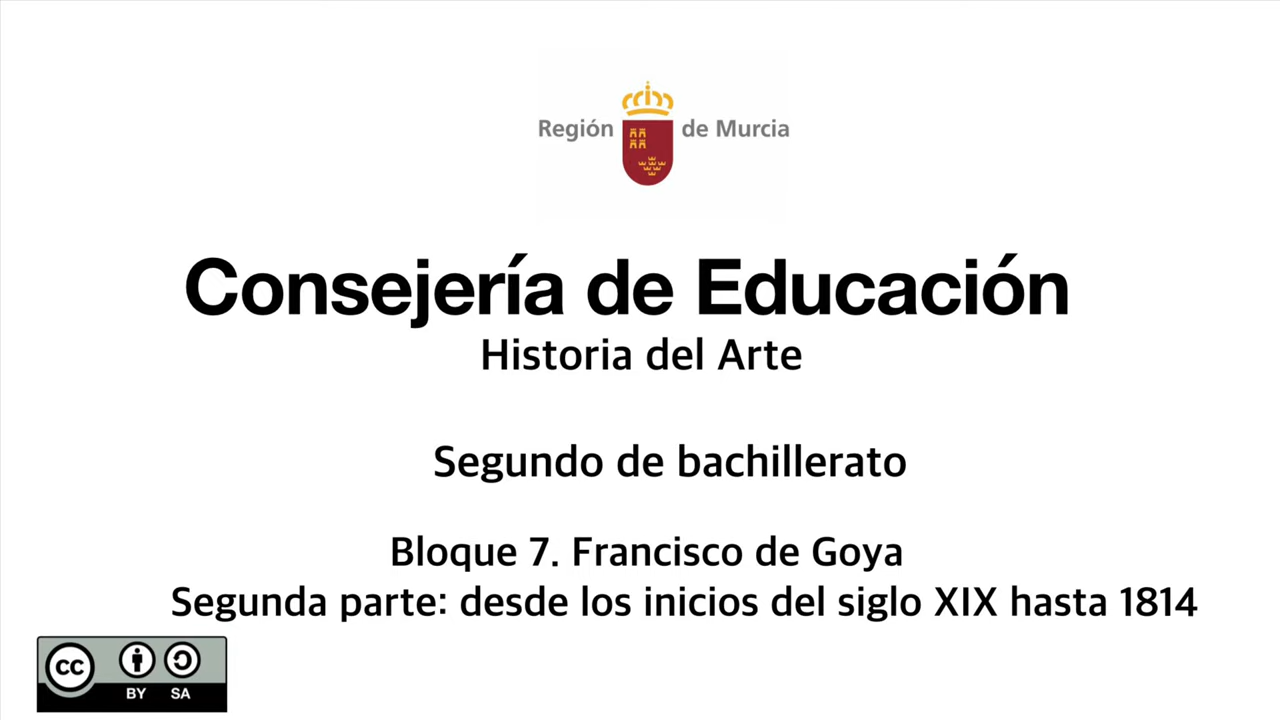 Región de Murcia
Consejería de Educación
Historia del Arte
Segundo de bachillerato
Bloque 7. Francisco de Goya
Segunda parte: desde los inicios del siglo XIX hasta 1814
cc
BY SA